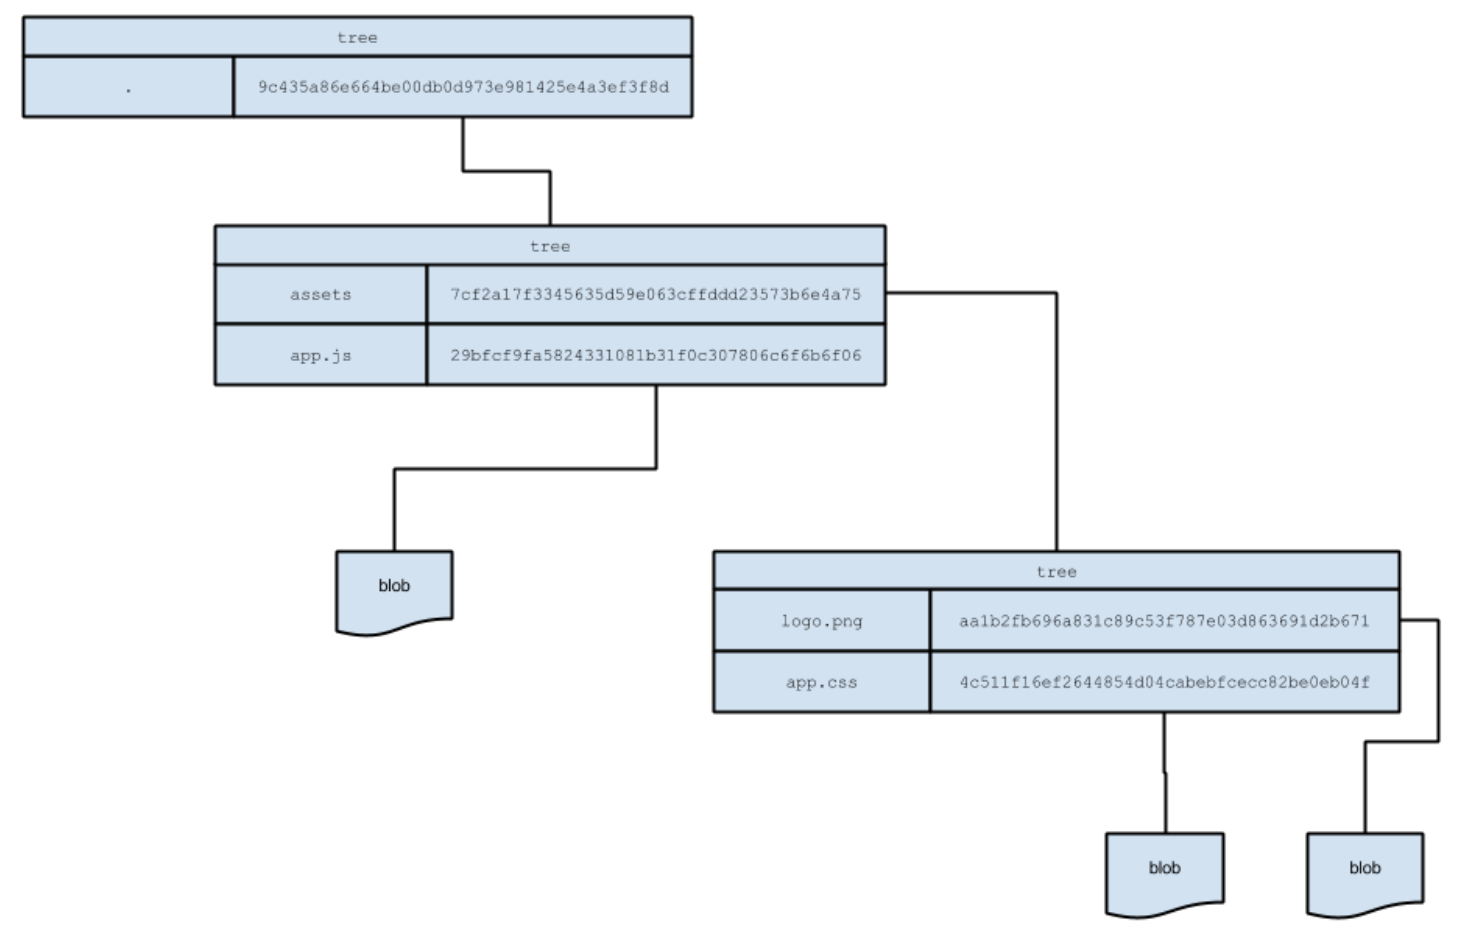 tree
. 9c435a86e664be00db0d973e981425e4a3ef3f8d
tree
assets 7cf2a17f3345635d59e063cffddd23573b6e4a75
app.js 29bfcf9fa5824331081b31f0c307806c6f6b6f06
blob
tree
logo.png aa1b2fb696a831c89c53f787e03d863691d2b671
app.css 4c511f16ef2644854d04cabebfcecc82be0eb04f
blob blob